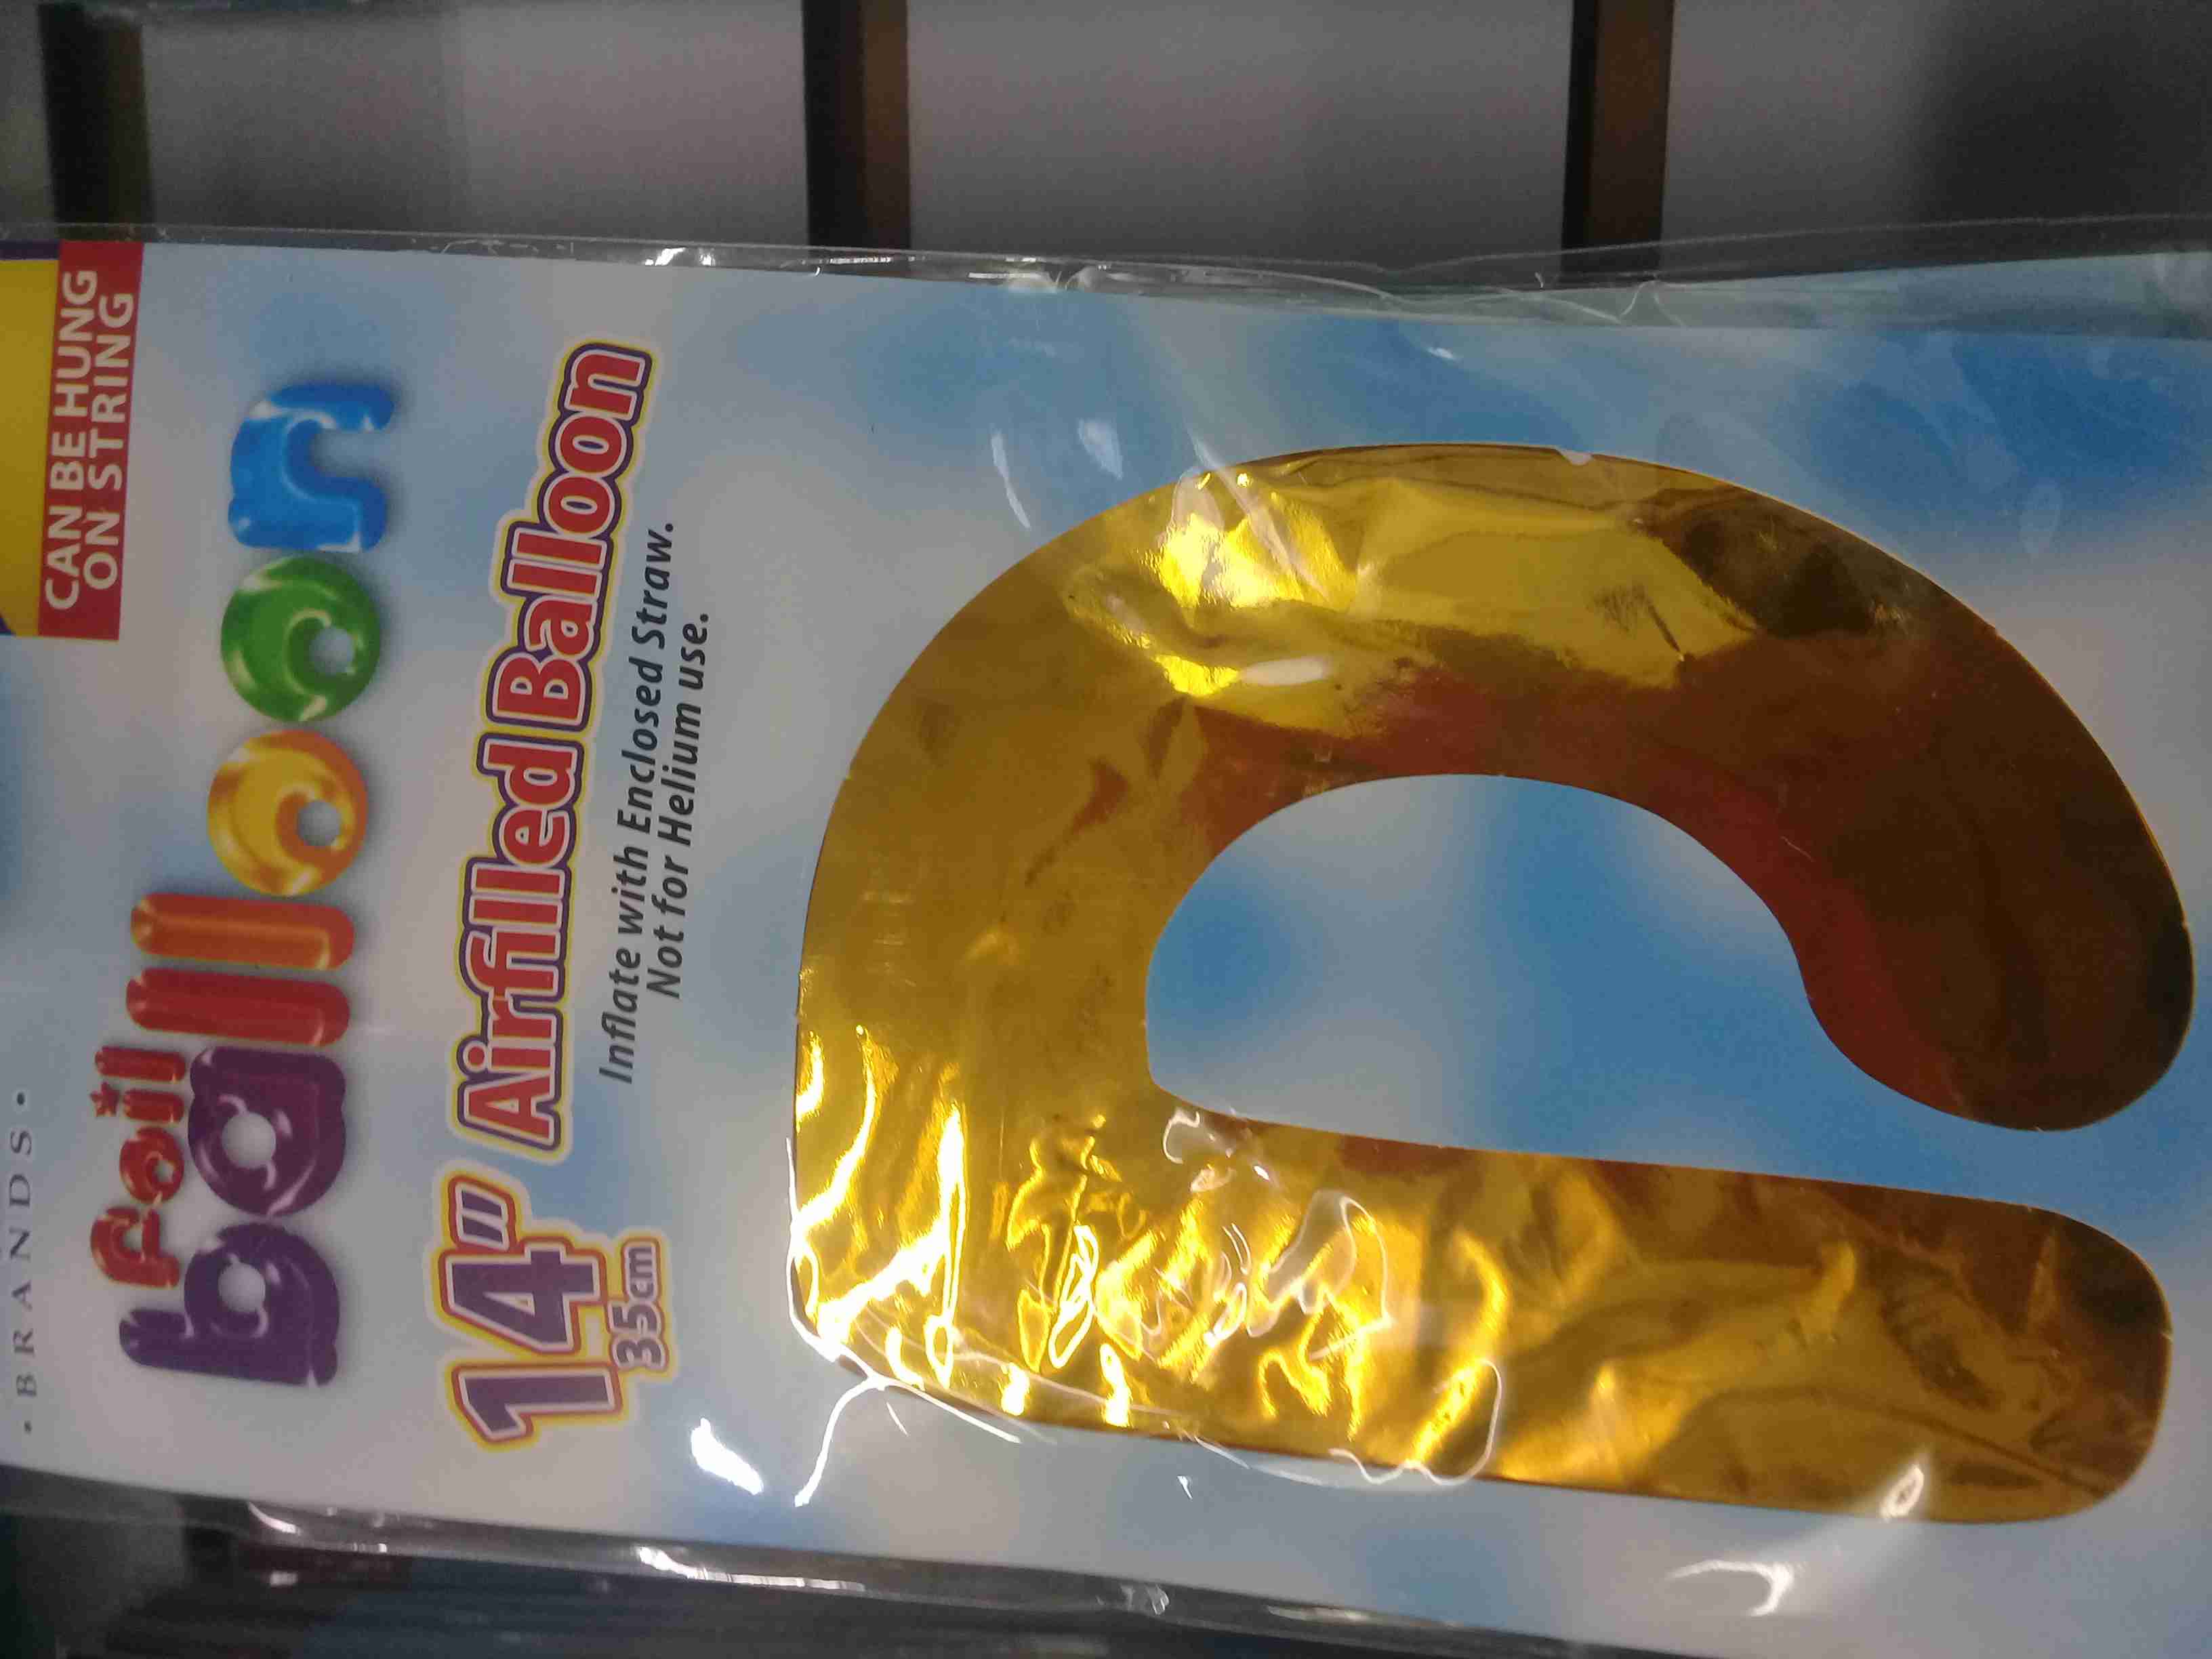 • BRANDS •
CAN BE HUNG
ON STRING
foil
balloon
14" Airfilled Balloon
35cm
Inflate with Enclosed Straw.
Not for Helium use.